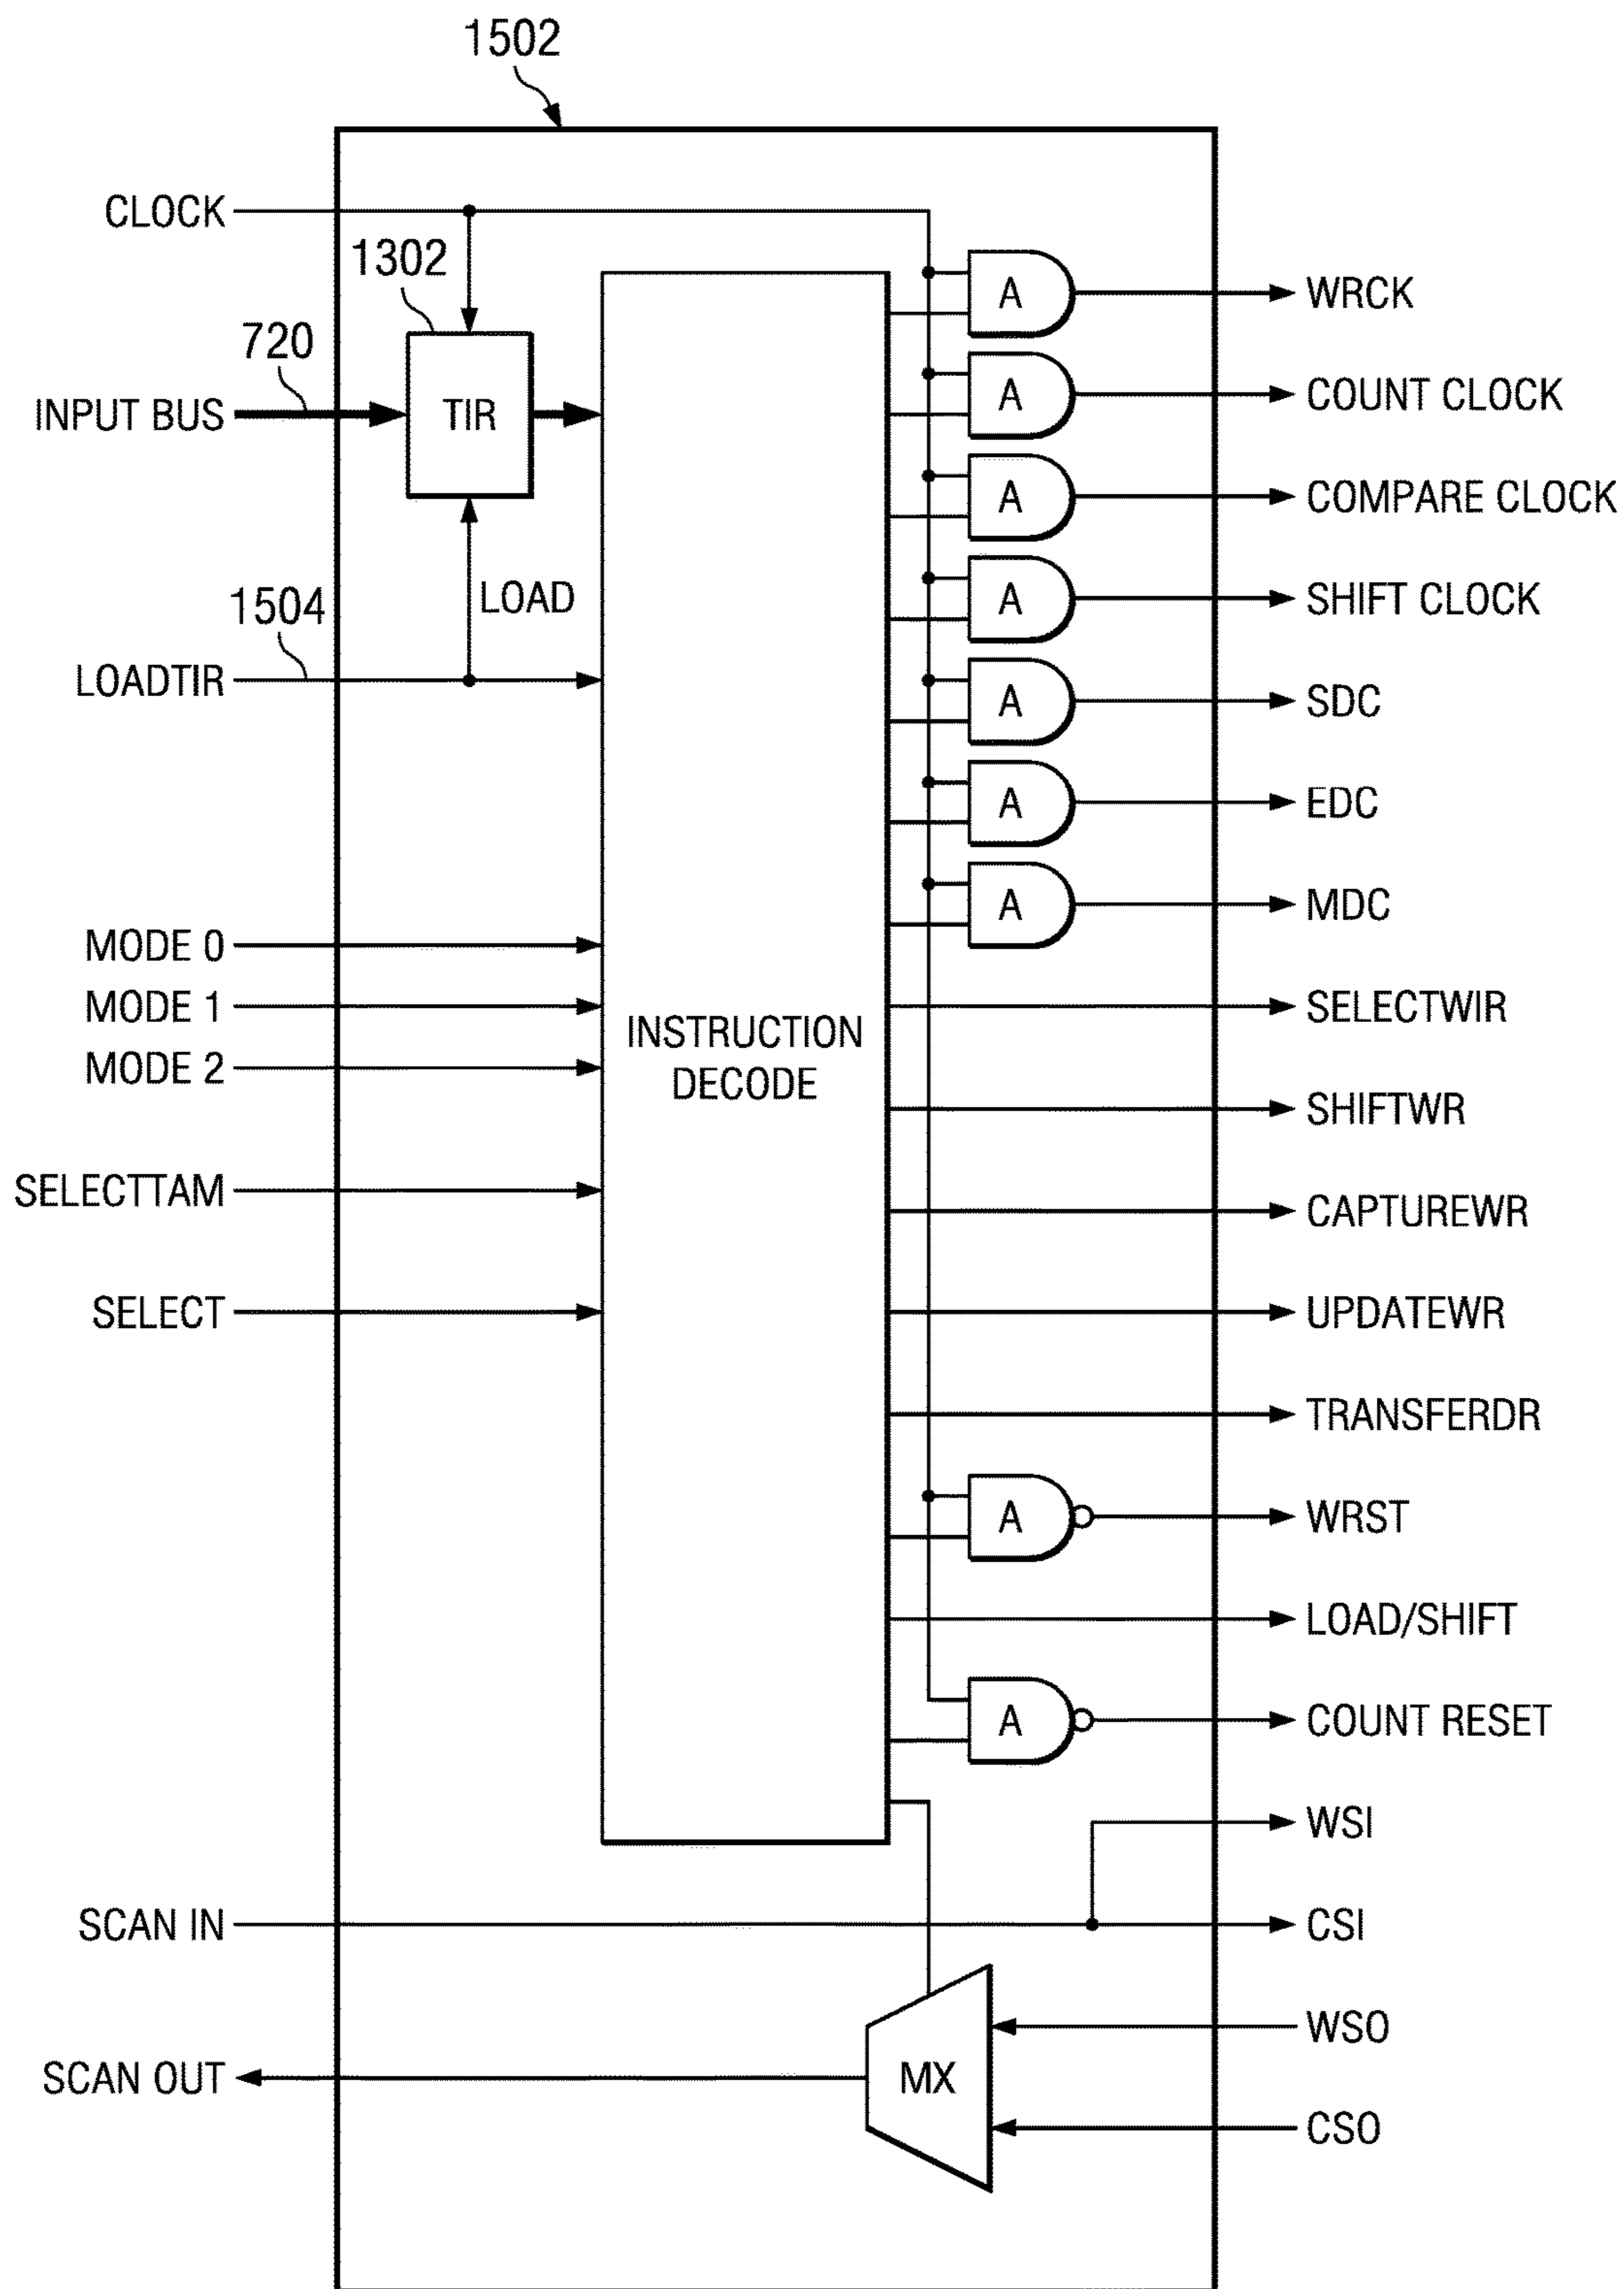 1502
CLOCK
1302
WRCK
720
TIR
INPUT BUS
COUNT CLOCK
COMPARE CLOCK
LOAD
SHIFT CLOCK
1504
LOADTIR
SDC
EDC
MDC
MODE 0
MODE 1
MODE 2
INSTRUCTION
DECODE
SELECTWIR
SHIFTWR
SELECTTAM
CAPTUREWR
SELECT
UPDATEWR
TRANSFERDR
WRST
LOAD/SHIFT
COUNT RESET
WSI
SCAN IN
CSI
WSO
SCAN OUT
MX
CSO
A
A
A
A
A
A
A
A
A